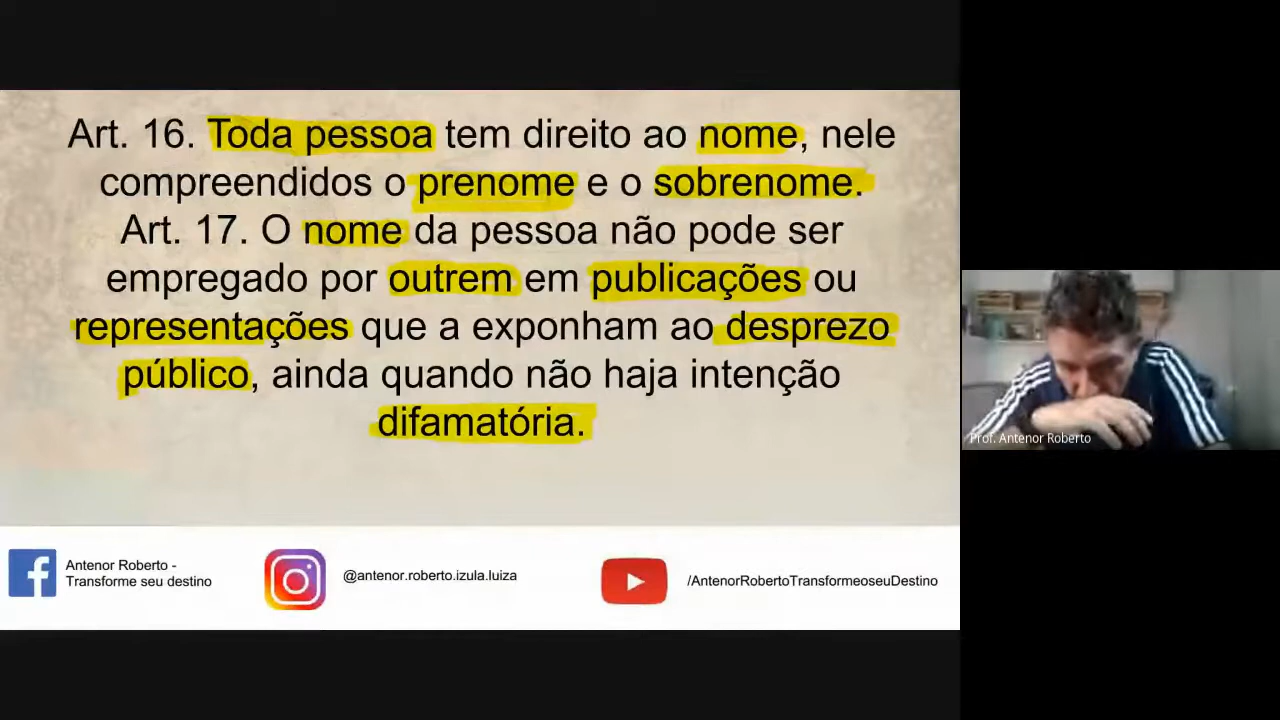 Art. 16. Toda pessoa tem direito ao nome, nele
compreendidos o prenome e o sobrenome.
Art. 17. O nome da pessoa não pode ser
empregado por outrem em publicações ou
representações que a exponham ao desprezo
público, ainda quando não haja intenção
difamatória.
Prof. Antenor Roberto
Antenor Roberto -
Transforme seu destino
@antenor.roberto.izula.luiza
/AntenorRobertoTransformeoseuDestino